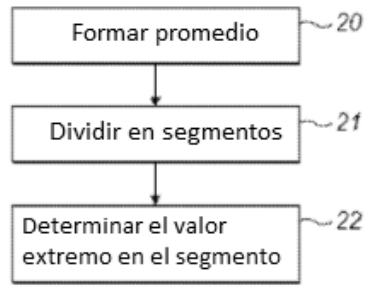 Formar promedio
20
Dividir en segmentos
21
Determinar el valor
extremo en el segmento
22